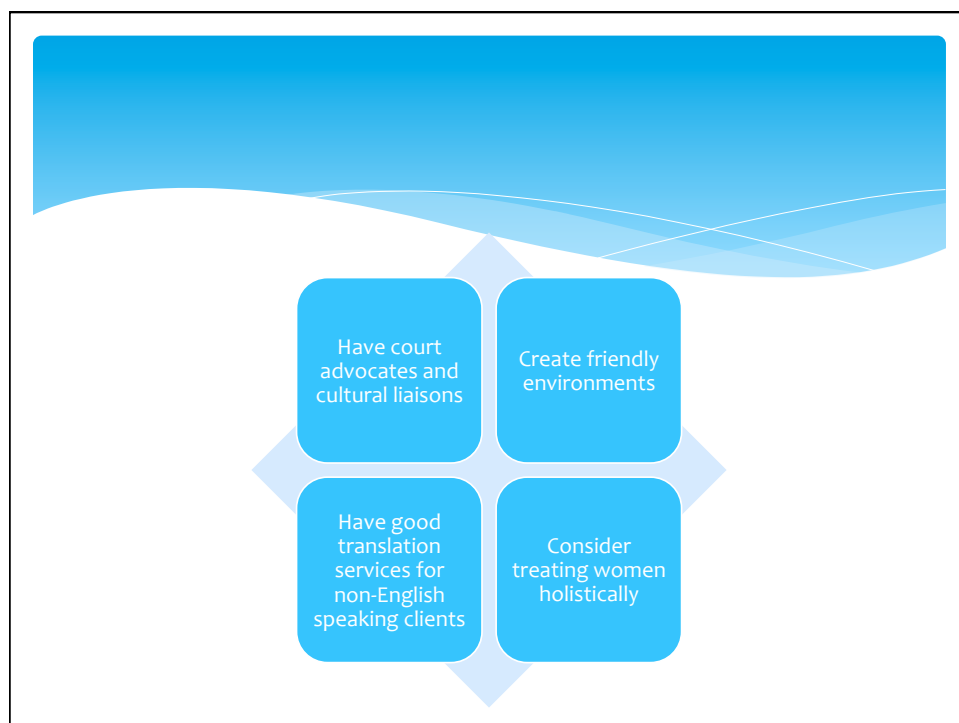 Have court
advocates and
cultural liaisons
Create friendly
environments
Have good
translation
services for
non-English
speaking clients
Consider
treating women
holistically